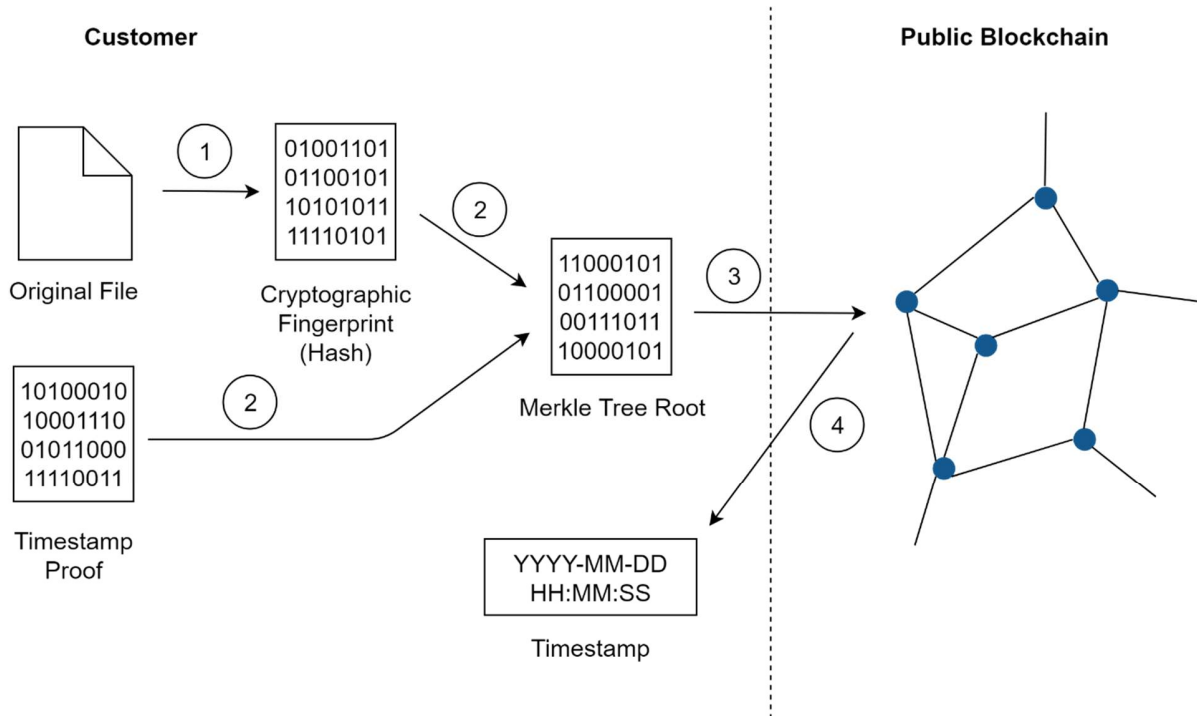 Customer
Public Blockchain
1
01001101
01100101
10101011
11110101
2
11000101
01100001
00111011
10000101
3
Original File
Cryptographic
Fingerprint
(Hash)
10100010
10001110
01011000
11110011
2
Merkle Tree Root
4
Timestamp
Proof
YYYY-MM-DD
HH:MM:SS
Timestamp